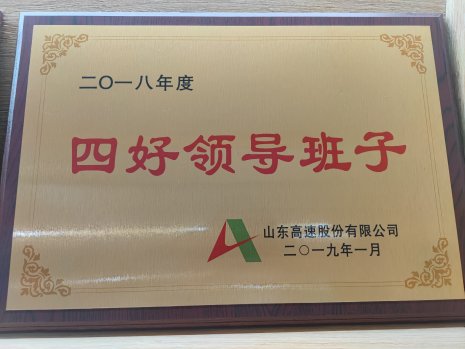 二〇一八年度
四好领导班子
山东高速股份有限公司
二〇一九年一月